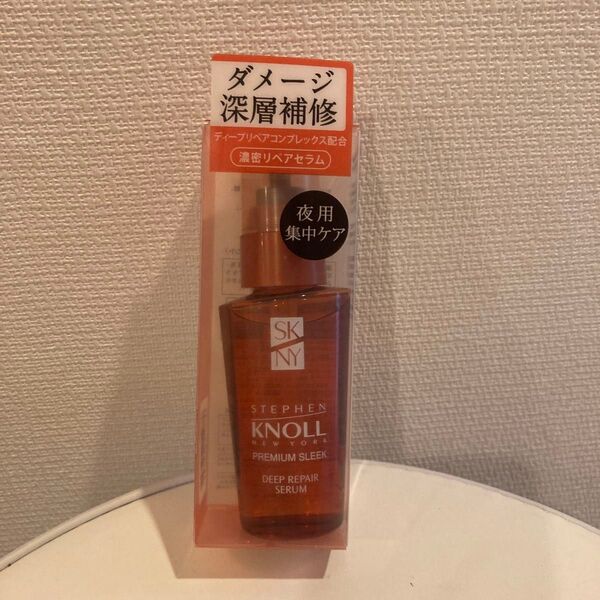 ダメージ
深層補修
ディープリペアコンプレックス配合
濃密リペアセラム
夜用
集中ケア
SK
NY
STEPHEN
KNOLL
NEW YORK
PREMIUM SLEEK
DEEP REPAIR
SERUM